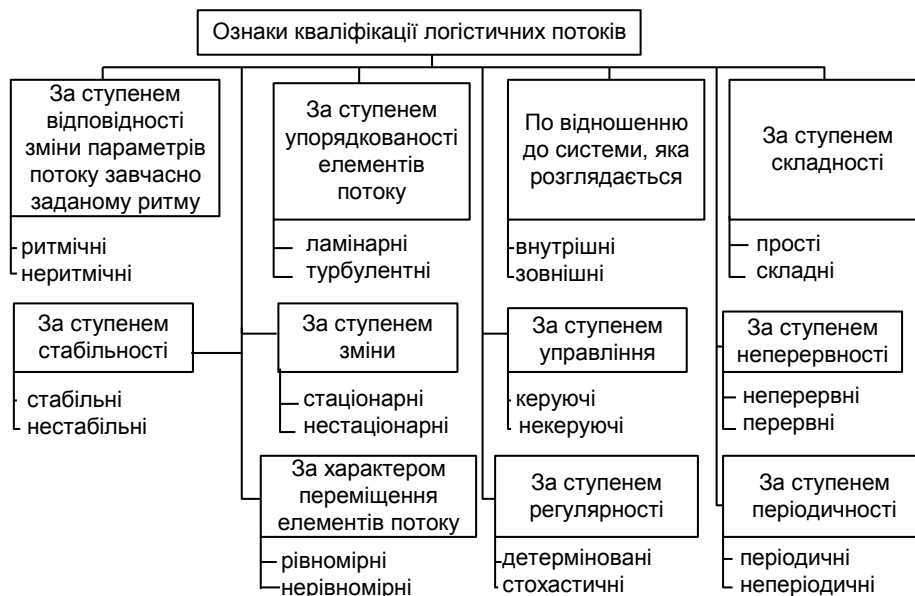 Ознаки кваліфікації логістичних потоків
За ступенем
відповідності
зміни параметрів
потоку завчасно
заданому ритму
ритмічні
неритмічні
За ступенем
упорядкованості
елементів
потоку
ламінарні
турбулентні
По відношенню
до системи, яка
розглядається
внутрішні
зовнішні
За ступенем
складності
прості
складні
За ступенем
стабільності
стабільні
нестабільні
За ступенем
зміни
стаціонарні
нестаціонарні
За ступенем
управління
керуючі
некеруючі
За ступенем
неперервності
неперервні
перервні
За характером
переміщення
елементів потоку
рівномірні
нерівномірні
За ступенем
регулярності
детерміновані
стохастичні
За ступенем
періодичності
періодичні
неперіодичні